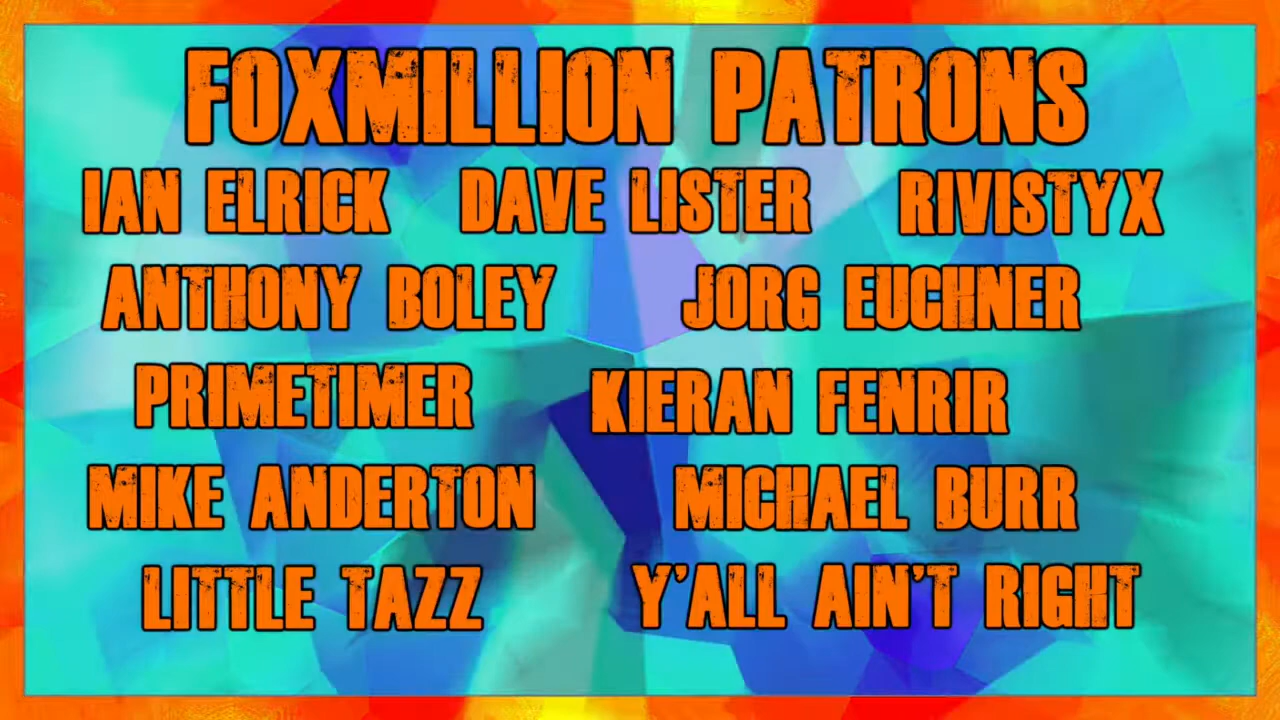 FOXMILLION PATRONS
IAN ELRICK DAVE LISTER RIVISTYX
ANTHONY BOLEY JORG EUCHNER
PRIMETIMER KIERAN FENRIR
MIKE ANDERTON MICHAEL BURR
LITTLE TAZZ Y'ALL AIN'T RIGHT